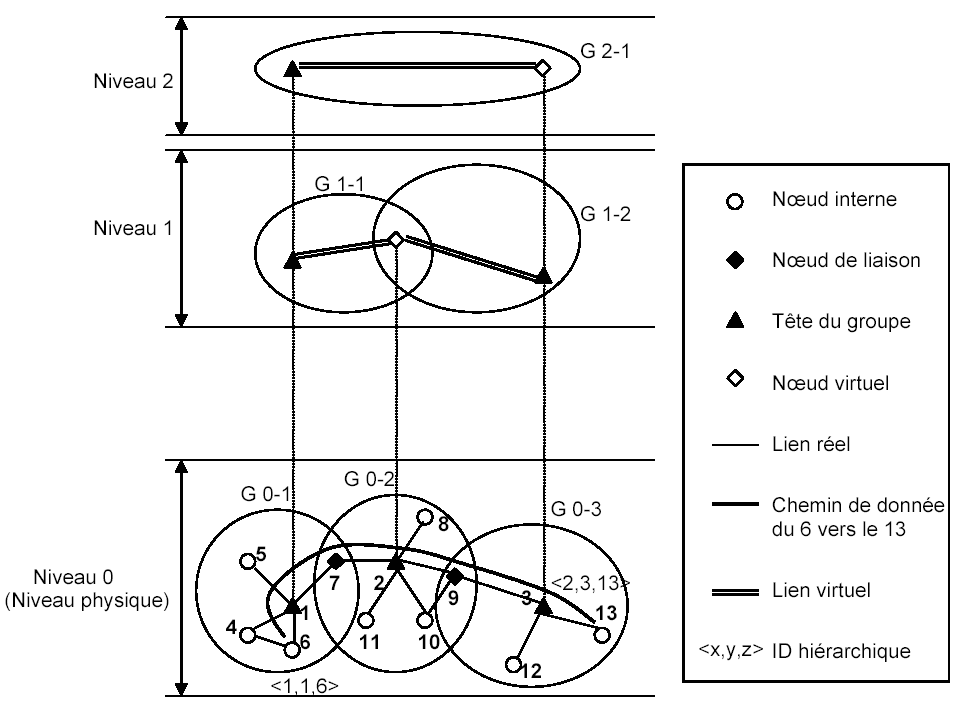 G 2-1
Niveau 2
G 1-1
G 1-2
Niveau 1
G 0-1
G 0-2
G 0-3
Niveau 0
(Niveau physique)
5
8
7
2
9
3
<2,3,13>
1
4
6
11
10
13
12
<1,1,6>
Nœud interne
Nœud de liaison
Tête du groupe
Nœud virtuel
Lien réel
Chemin de donnée
du 6 vers le 13
Lien virtuel
<x,y,z> ID hiérarchique